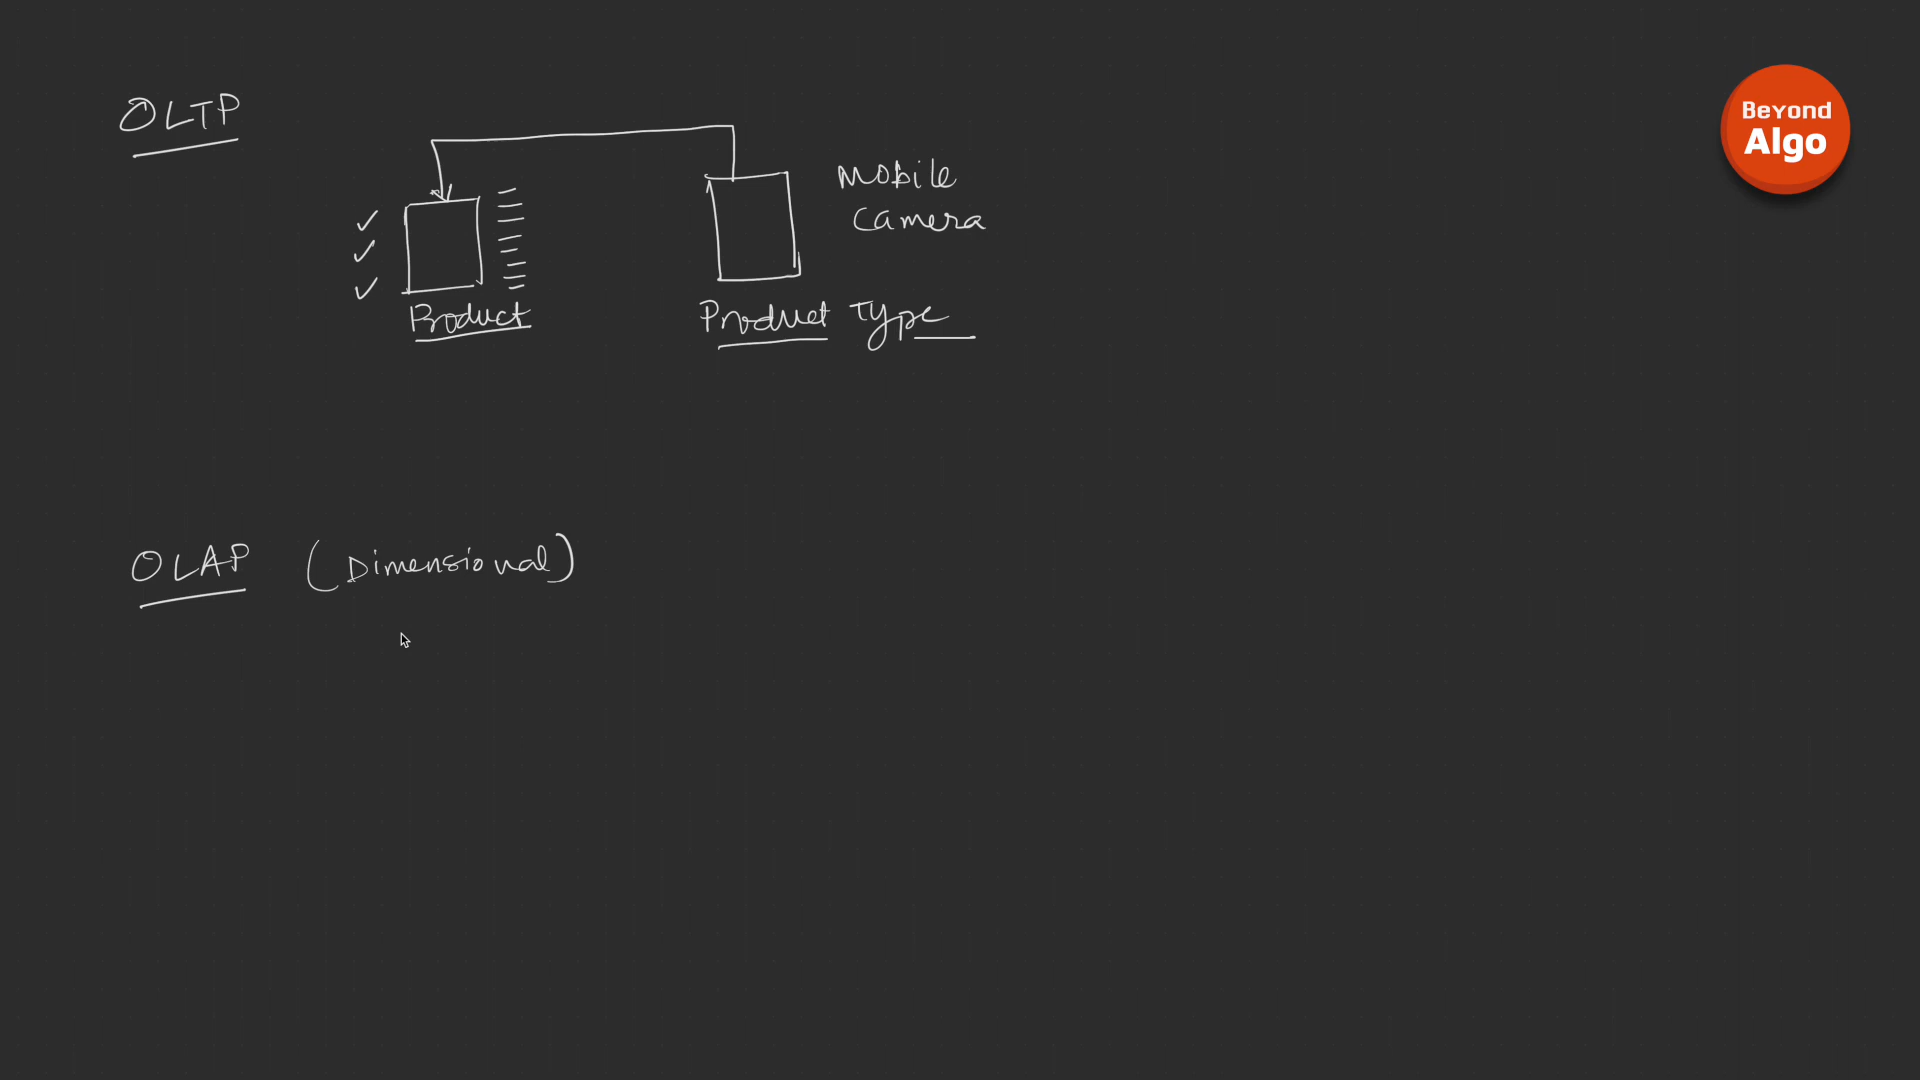 OLTP
Mobile
Camera
Product
Product Type
OLAP (Dimensional)
Beyond
Algo